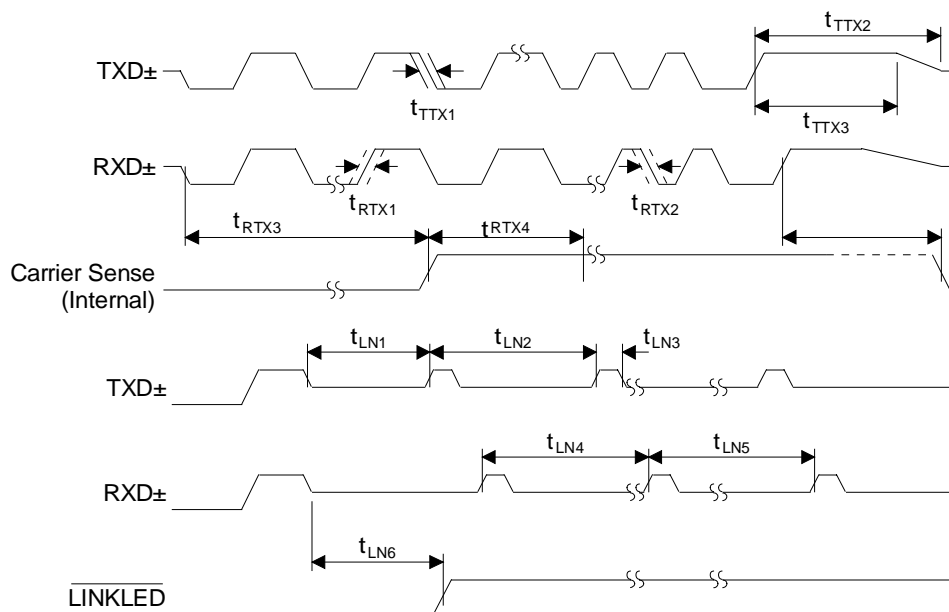 tTTX2
TXD±
tTTX1
tTTX3
RXD±
tRTX1
tRTX2
tRTX3
tRTX4
Carrier Sense
(Internal)
tLN1
tLN2
tLN3
TXD±
tLN4
tLN5
RXD±
tLN6
LINKLED